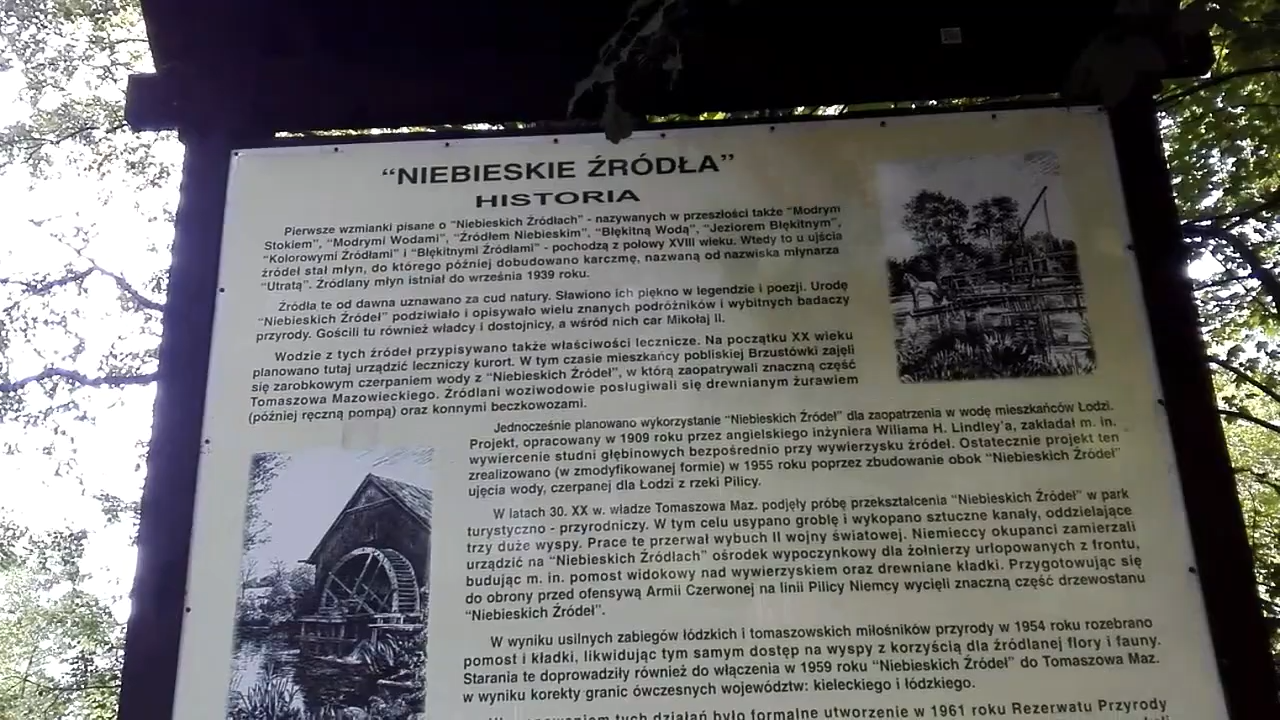 “NIEBIESKIE ŹRÓDŁA”
HISTORIA
Pierwsze wzmianki pisane o “Niebieskich Źródłach” - nazywanych w przeszłości także “Modrym
Stokiem”, “Modrymi Wodami”, “Źródłem Niebieskim”, “Błękitną Wodą”, “Jeziorem Błękitnym”,
“Kolorowymi Źródłami” i “Błękitnymi Źródłami” - pochodzą z połowy XVIII wieku. Wtedy to u ujścia
źródeł stał młyn, do którego później dobudowano karczmę, nazwaną od nazwiska młynarza
“Utratą”. Źródlany młyn istniał do września 1939 roku.
Źródła te od dawna uznawano za cud natury. Sławiono ich piękno w legendzie i poezji. Urodę
“Niebieskich Źródeł” podziwiało i opisywało wielu znanych podróżników i wybitnych badaczy
przyrody. Gościli tu również władcy i dostojnicy, a wśród nich car Mikołaj II.
Wodzie z tych źródeł przypisywano także właściwości lecznicze. Na początku XX wieku
planowano tutaj urządzić leczniczy kurort. W tym czasie mieszkańcy pobliskiej Brzustówki zajęli
się zarobkowym czerpaniem wody z “Niebieskich Źródeł”, w którą zaopatrywali znaczną część
Tomaszowa Mazowieckiego. Źródlani woziwodowie posługiwali się drewnianym żurawiem
(później ręczną pompą) oraz konnymi beczkowozami.
Jednocześnie planowano wykorzystanie “Niebieskich Źródeł” dla zaopatrzenia w wodę mieszkańców Łodzi.
Projekt, opracowany w 1909 roku przez angielskiego inżyniera Wiliama H. Lindley’a, zakładał m. in.
wywiercenie studni głębinowych bezpośrednio przy wywierzysku źródeł. Ostatecznie projekt ten
zrealizowano (w zmodyfikowanej formie) w 1955 roku poprzez zbudowanie obok “Niebieskich Źródeł”
ujęcia wody, czerpanej dla Łodzi z rzeki Pilicy.
W latach 30. XX w. władze Tomaszowa Maz. podjęły próbę przekształcenia “Niebieskich Źródeł” w park
turystyczno - przyrodniczy. W tym celu usypano groblę i wykopano sztuczne kanały, oddzielające
trzy duże wyspy. Prace te przerwał wybuch II wojny światowej. Niemieccy okupanci zamierzali
urządzić na “Niebieskich Źródłach” ośrodek wypoczynkowy dla żołnierzy urlopowanych z frontu,
budując m. in. pomost widokowy nad wywierzyskiem oraz drewniane kładki. Przygotowując się
do obrony przed ofensywą Armii Czerwonej na linii Pilicy Niemcy wycięli znaczną część drzewostanu
“Niebieskich Źródeł”.
W wyniku usilnych zabiegów łódzkich i tomaszowskich miłośników przyrody w 1954 roku rozebrano
pomost i kładki, likwidując tym samym dostęp na wyspy z korzyścią dla źródlanej flory i fauny.
Starania te doprowadziły również do włączenia w 1959 roku “Niebieskich Źródeł” do Tomaszowa Maz.
w wyniku korekty granic ówczesnych województw: kieleckiego i łódzkiego.
tych działań było formalne utworzenie w 1961 roku Rezerwatu Przyrody